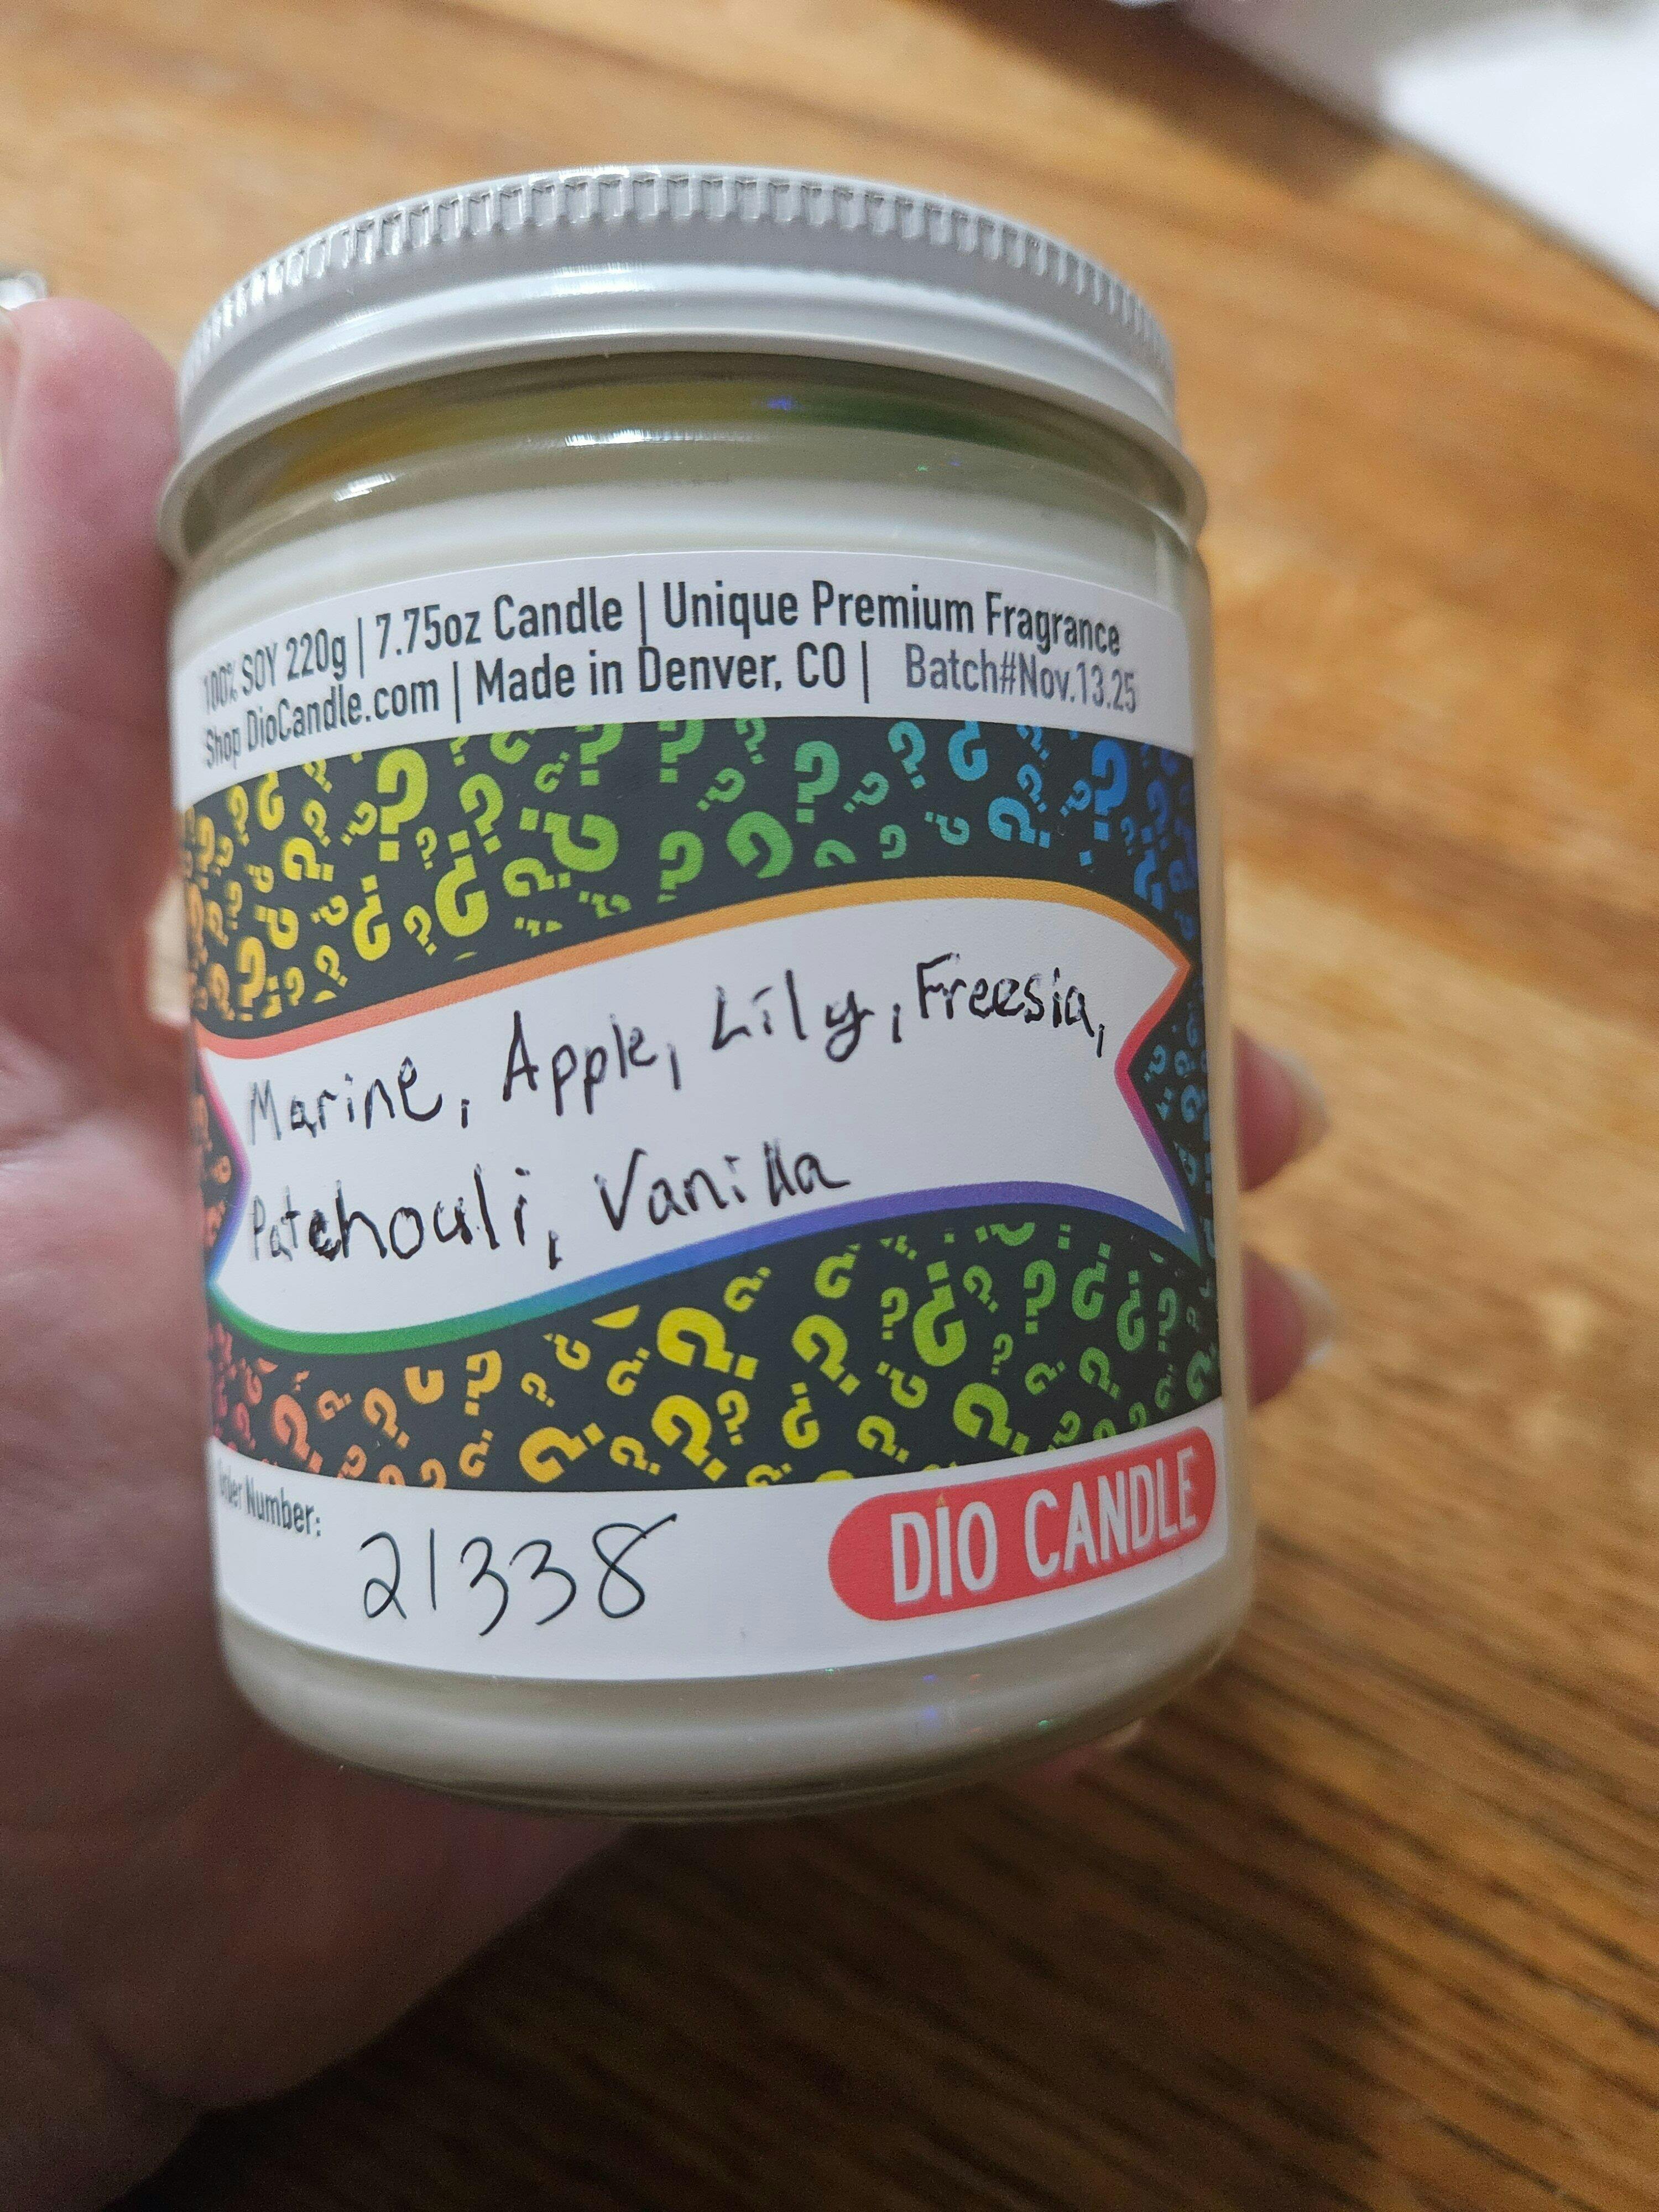 100% SOY 220g | 7.75oz Candle | Unique Premium Fragrance
Shop DioCandle.com | Made in Denver, CO | Batch#Nov.13.25
Marine, Apple, Lily, Freesia,
Patchouli, Vanilla
Order Number:
21338
DIO CANDLE